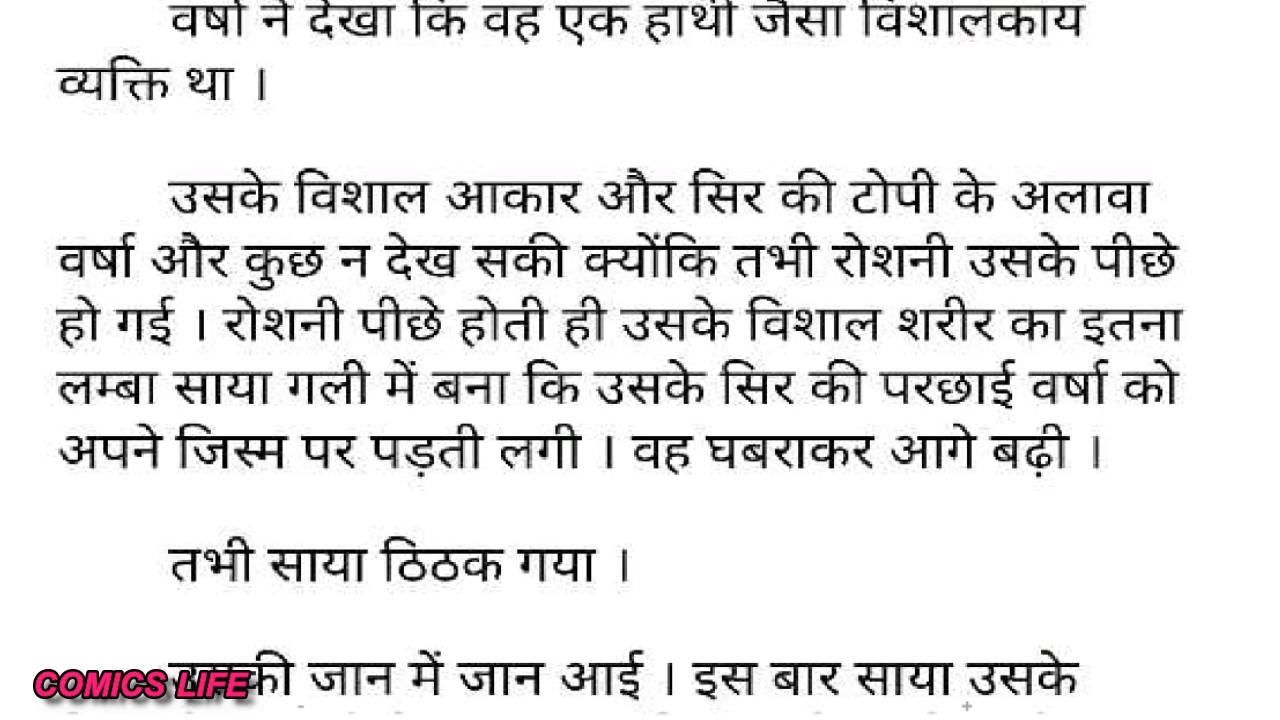 वर्षा ने देखा कि वह एक हाथी जैसा विशालकाय
व्यक्ति था ।
उसके विशाल आकार और सिर की टोपी के अलावा
वर्षा और कुछ न देख सकी क्योंकि तभी रोशनी उसके पीछे
हो गई । रोशनी पीछे होती ही उसके विशाल शरीर का इतना
लम्बा साया गली में बना कि उसके सिर की परछाई वर्षा को
अपने जिस्म पर पड़ती लगी । वह घबराकर आगे बढ़ी ।
तभी साया ठिठक गया ।
जान में जान आई । इस बार साया उसके
COMICS LIFE